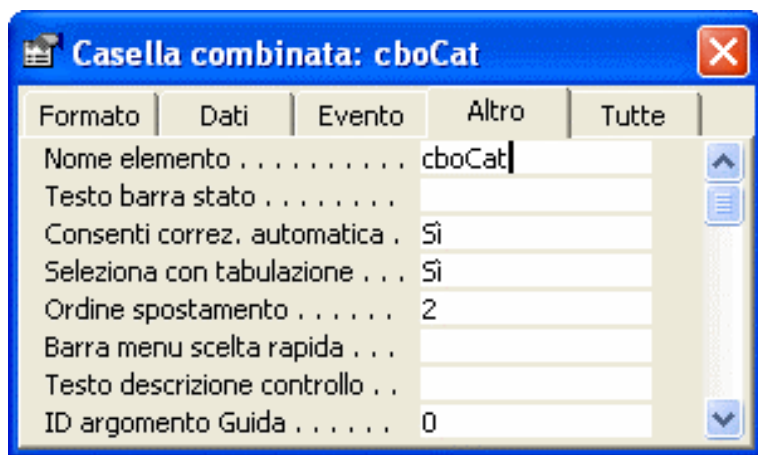 Casella combinata: cboCat
Formato Dati Evento Altro Tutte
Nome elemento . . . . . . . . . . cboCat
Testo barra stato . . . . . . . .
Consenti correz. automatica . Sì
Seleziona con tabulazione . . . Sì
Ordine spostamento . . . . . . 2
Barra menu scelta rapida . . .
Testo descrizione controllo . .
ID argomento Guida . . . . . . 0